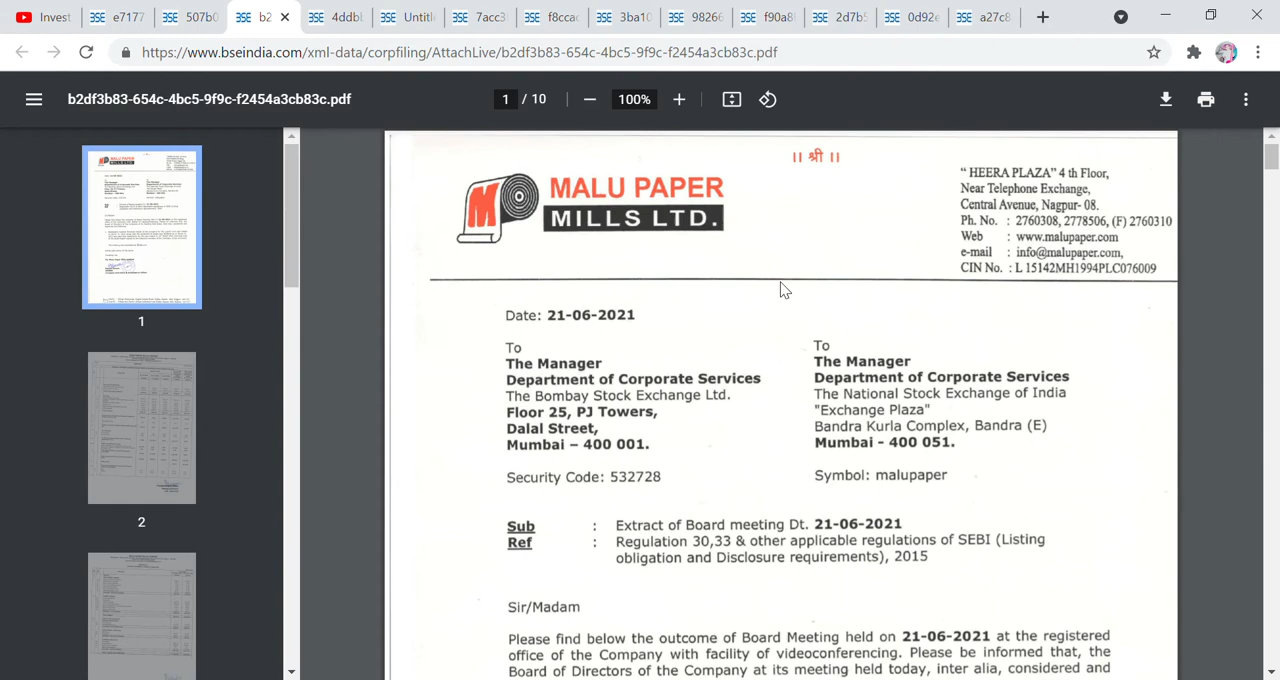 Invest
e7177
507b0
b2
4ddb
Untitl
7acc3
f8cca
3ba10
98266
f90a8
2d7b5
0d92e
a27c8
https://www.bseindia.com/xml-data/corpfiling/AttachLive/b2df3b83-654c-4bc5-9f9c-f2454a3cb83c.pdf
b2df3b83-654c-4bc5-9f9c-f2454a3cb83c.pdf
1 / 10
100%
|| श्री ||
MALU PAPER
MILLS LTD.
" HEERA PLAZA" 4 th Floor,
Near Telephone Exchange,
Central Avenue, Nagpur- 08.
Ph. No. : 2760308, 2778506, (F) 2760310
Web : www.malupaper.com
e-mail : info@malupaper.com,
CIN No. : L 15142MH1994PLC076009
Date: 21-06-2021
To
The Manager
Department of Corporate Services
The Bombay Stock Exchange Ltd.
Floor 25, PJ Towers,
Dalal Street,
Mumbai – 400 001.
Security Code: 532728
To
The Manager
Department of Corporate Services
The National Stock Exchange of India
"Exchange Plaza"
Bandra Kurla Complex, Bandra (E)
Mumbai - 400 051.
Symbol: malupaper
Sub : Extract of Board meeting Dt. 21-06-2021
Ref : Regulation 30,33 & other applicable regulations of SEBI (Listing
obligation and Disclosure requirements), 2015
Sir/Madam
Please find below the outcome of Board Meeting held on 21-06-2021 at the registered
office of the Company with facility of videoconferencing. Please be informed that, the
Board of Directors of the Company at its meeting held today, inter alia, considered and
1
2